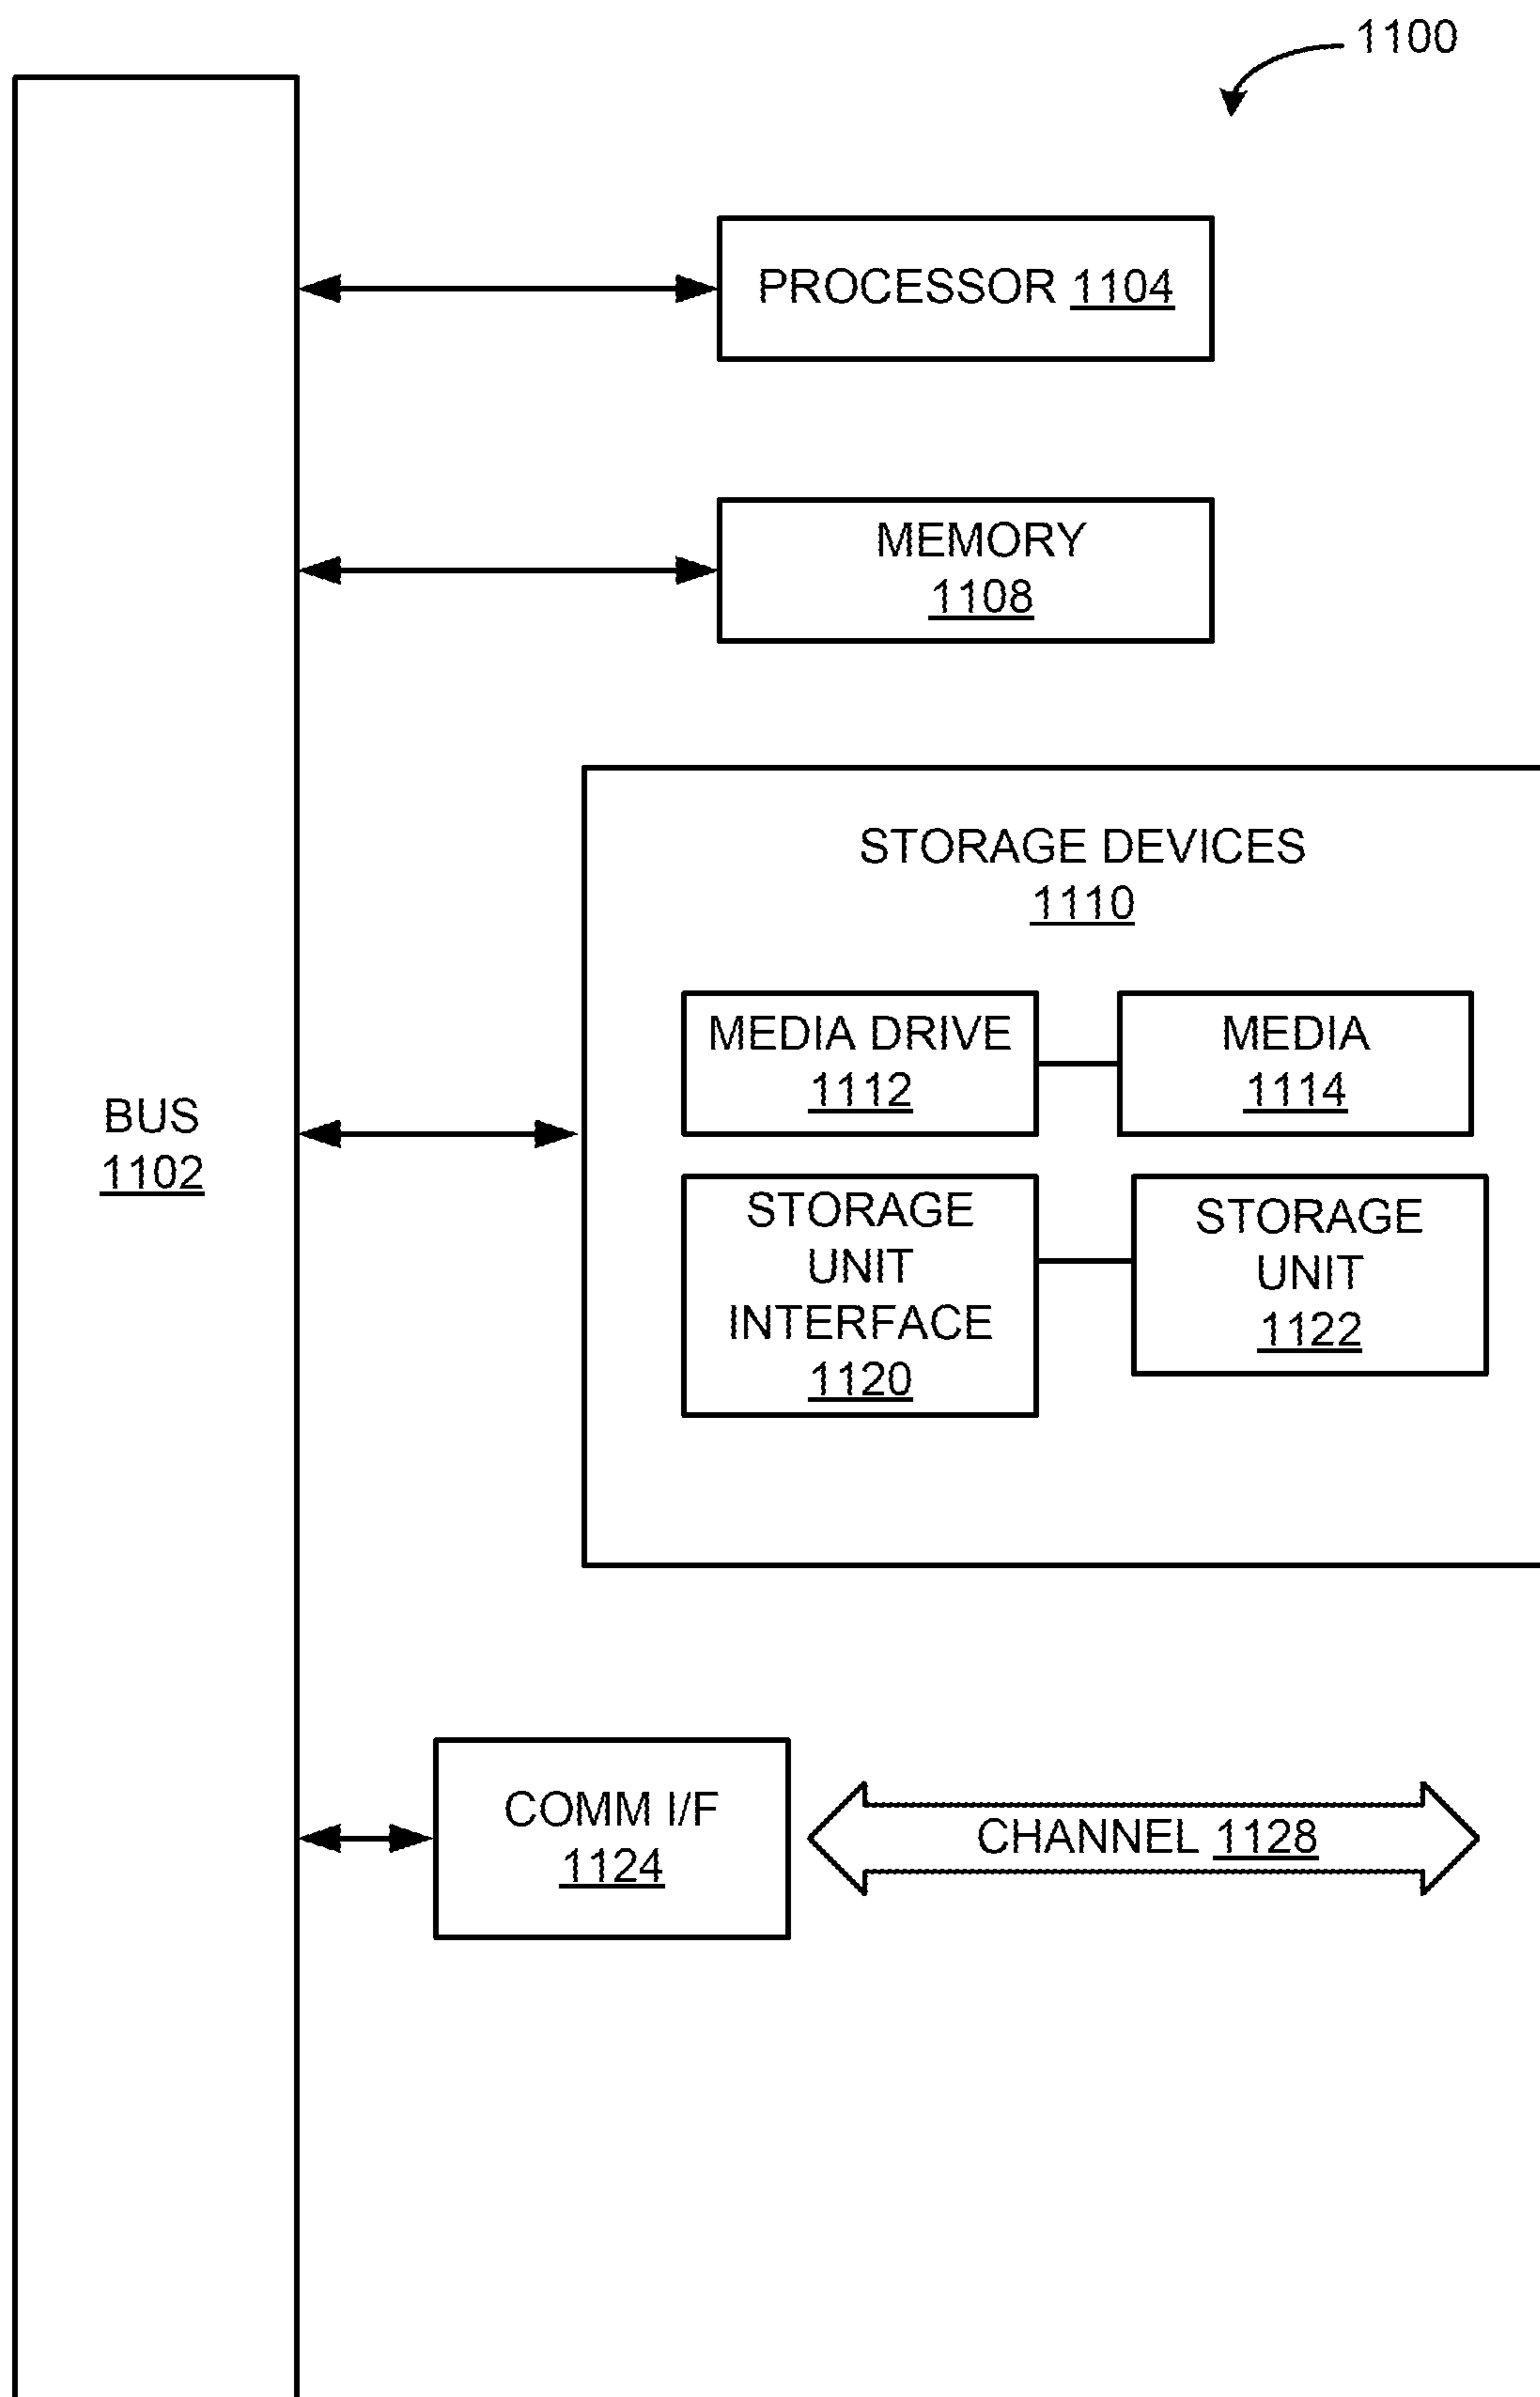 1100
PROCESSOR 1104
MEMORY
1108
STORAGE DEVICES
1110
MEDIA DRIVE
1112
MEDIA
1114
BUS
1102
STORAGE
UNIT
INTERFACE
1120
STORAGE
UNIT
1122
COMM I/F
1124
CHANNEL 1128